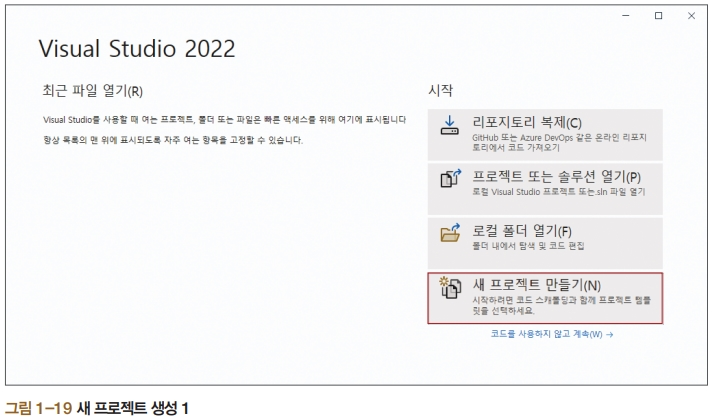 Visual Studio 2022
최근 파일 열기(R)
Visual Studio를 사용할 때 여는 프로젝트, 폴더 또는 파일은 빠른 액세스를 위해 여기에 표시됩니다
항상 목록의 맨 위에 표시되도록 자주 여는 항목을 고정할 수 있습니다.
시작
리포지토리 복제(C)
GitHub 또는 Azure DevOps 같은 온라인 리포지
토리에서 코드 가져오기
프로젝트 또는 솔루션 열기(P)
로컬 Visual Studio 프로젝트 또는.sln 파일 열기
로컬 폴더 열기(F)
폴더 내에서 탐색 및 코드 편집
새 프로젝트 만들기(N)
시작하려면 코드 스캐폴딩과 함께 프로젝트 템플
릿을 선택하세요.
코드를 사용하지 않고 계속(W) →
그림 1-19 새 프로젝트 생성 1